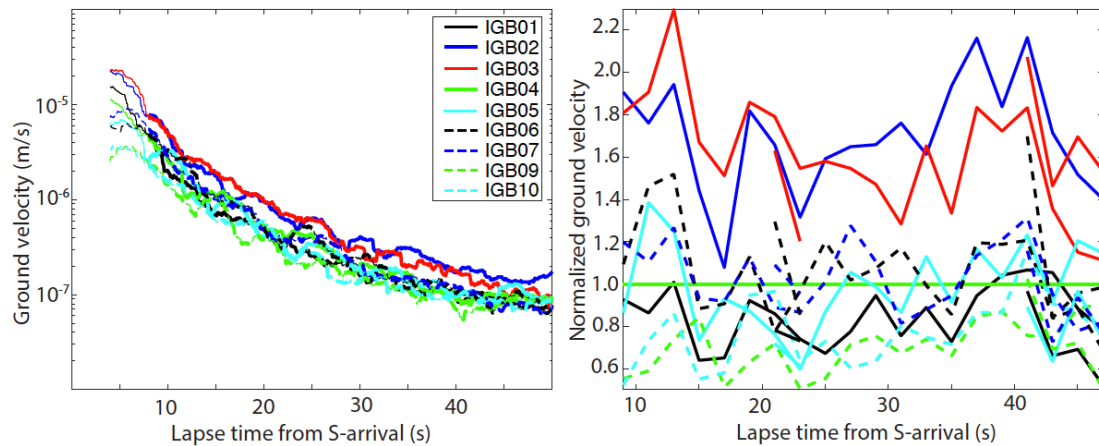 Ground velocity (m/s)
10-5
10-6
10-7
10
20
30
40
Lapse time from S-arrival (s)
IGB01
IGB02
IGB03
IGB04
IGB05
IGB06
IGB07
IGB09
IGB10
Normalized ground velocity
2.2
2.0
1.8
1.6
1.4
1.2
1.0
0.8
0.6
10
20
30
40
Lapse time from S-arrival (s)